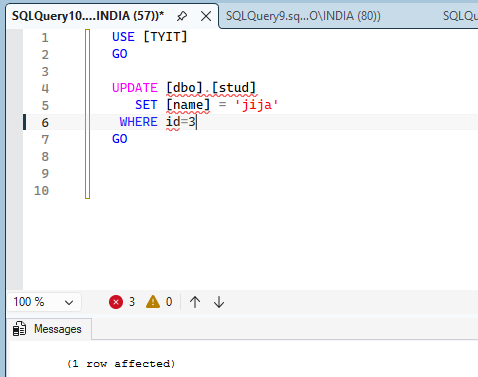 SQLQuery10....INDIA (57))* SQLQuery9.sq...O\INDIA (80)) SQLQu
1 USE [TYIT]
2 GO
3
4 UPDATE [dbo].[stud]
5 SET [name] = 'jija'
6 WHERE id=3
7 GO
8
9
10
100 % 3 0
Messages
(1 row affected)